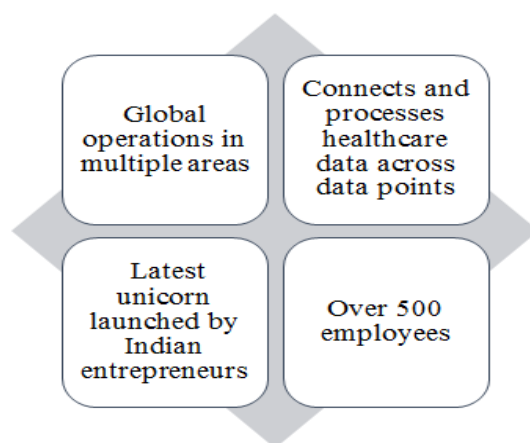 Global
operations in
multiple areas
Connects and
processes
healthcare
data across
data points
Latest
unicorn
launched by
Indian
entrepreneurs
Over 500
employees